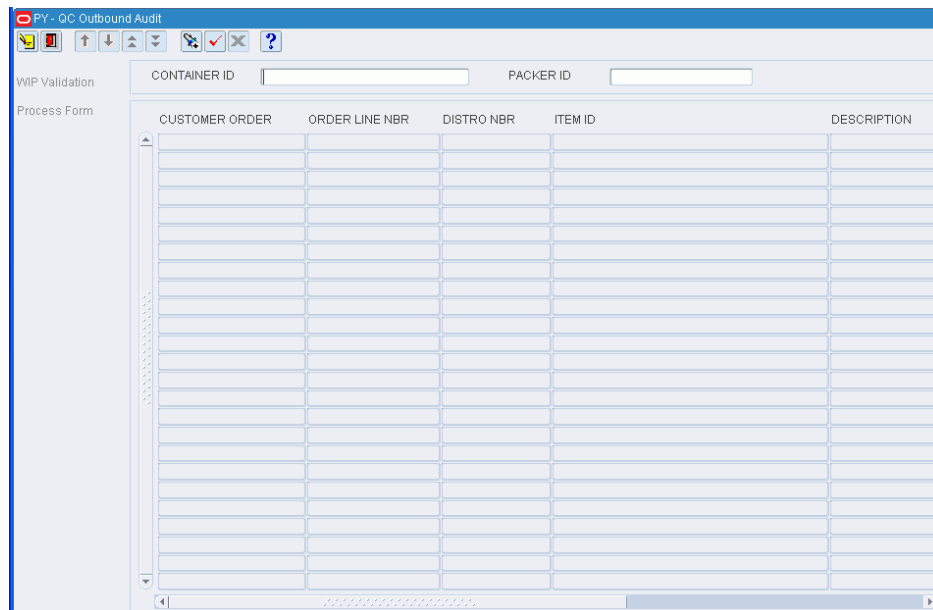 PY - QC Outbound Audit
?
WIP Validation
Process Form
CONTAINER ID PACKER ID
CUSTOMER ORDER ORDER LINE NBR DISTRO NBR ITEM ID DESCRIPTION